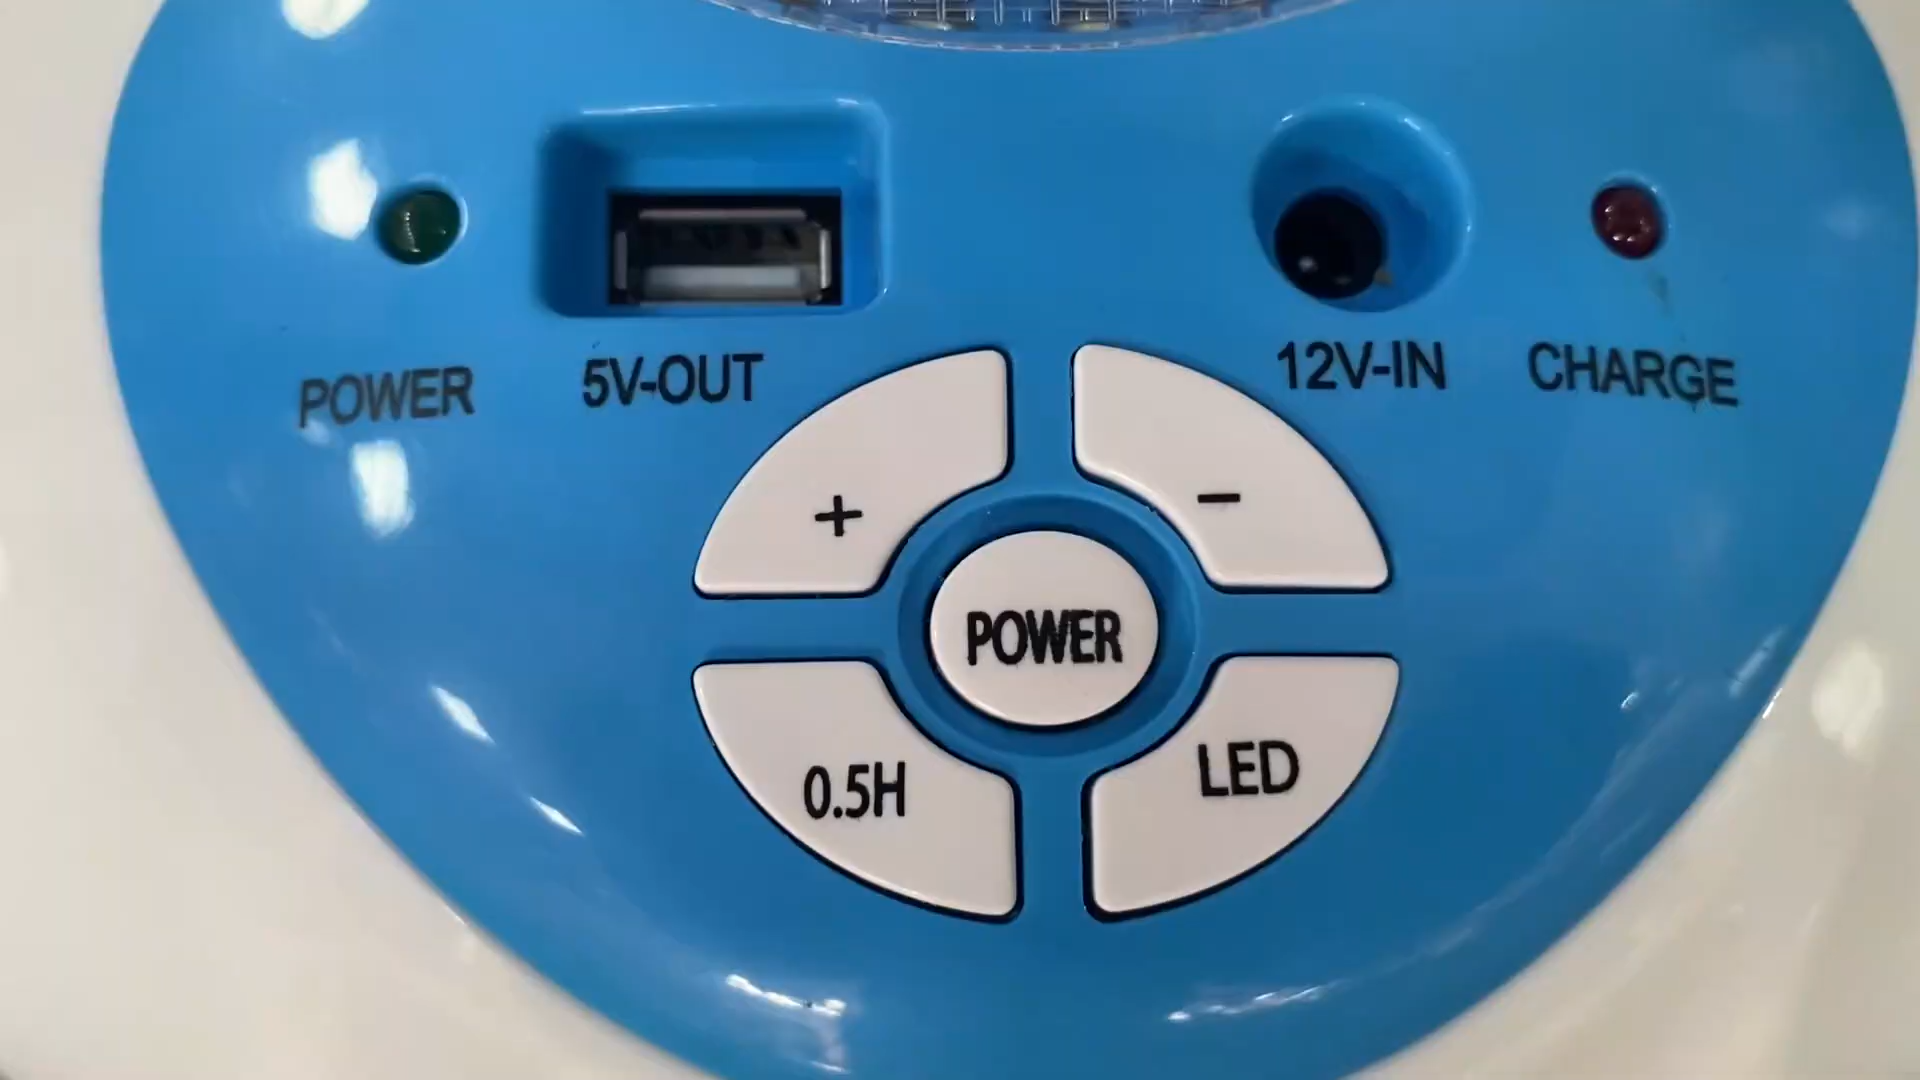 POWER
5V-OUT
12V-IN
CHARGE
+
−
POWER
0.5H
LED